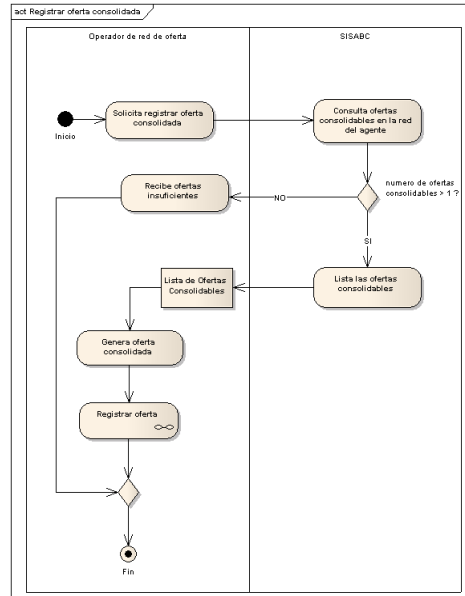 act Registrar oferta consolidada
Operador de red de oferta
SISABC
Inicio
Solicita registrar oferta
consolidada
Consulta ofertas
consolidables en la red
del agente
numero de ofertas
consolidables > 1 ?
NO
Recibe ofertas
insuficientes
SI
Lista las ofertas
consolidables
Lista de Ofertas
Consolidables
Genera oferta
consolidada
Registrar oferta
Fin